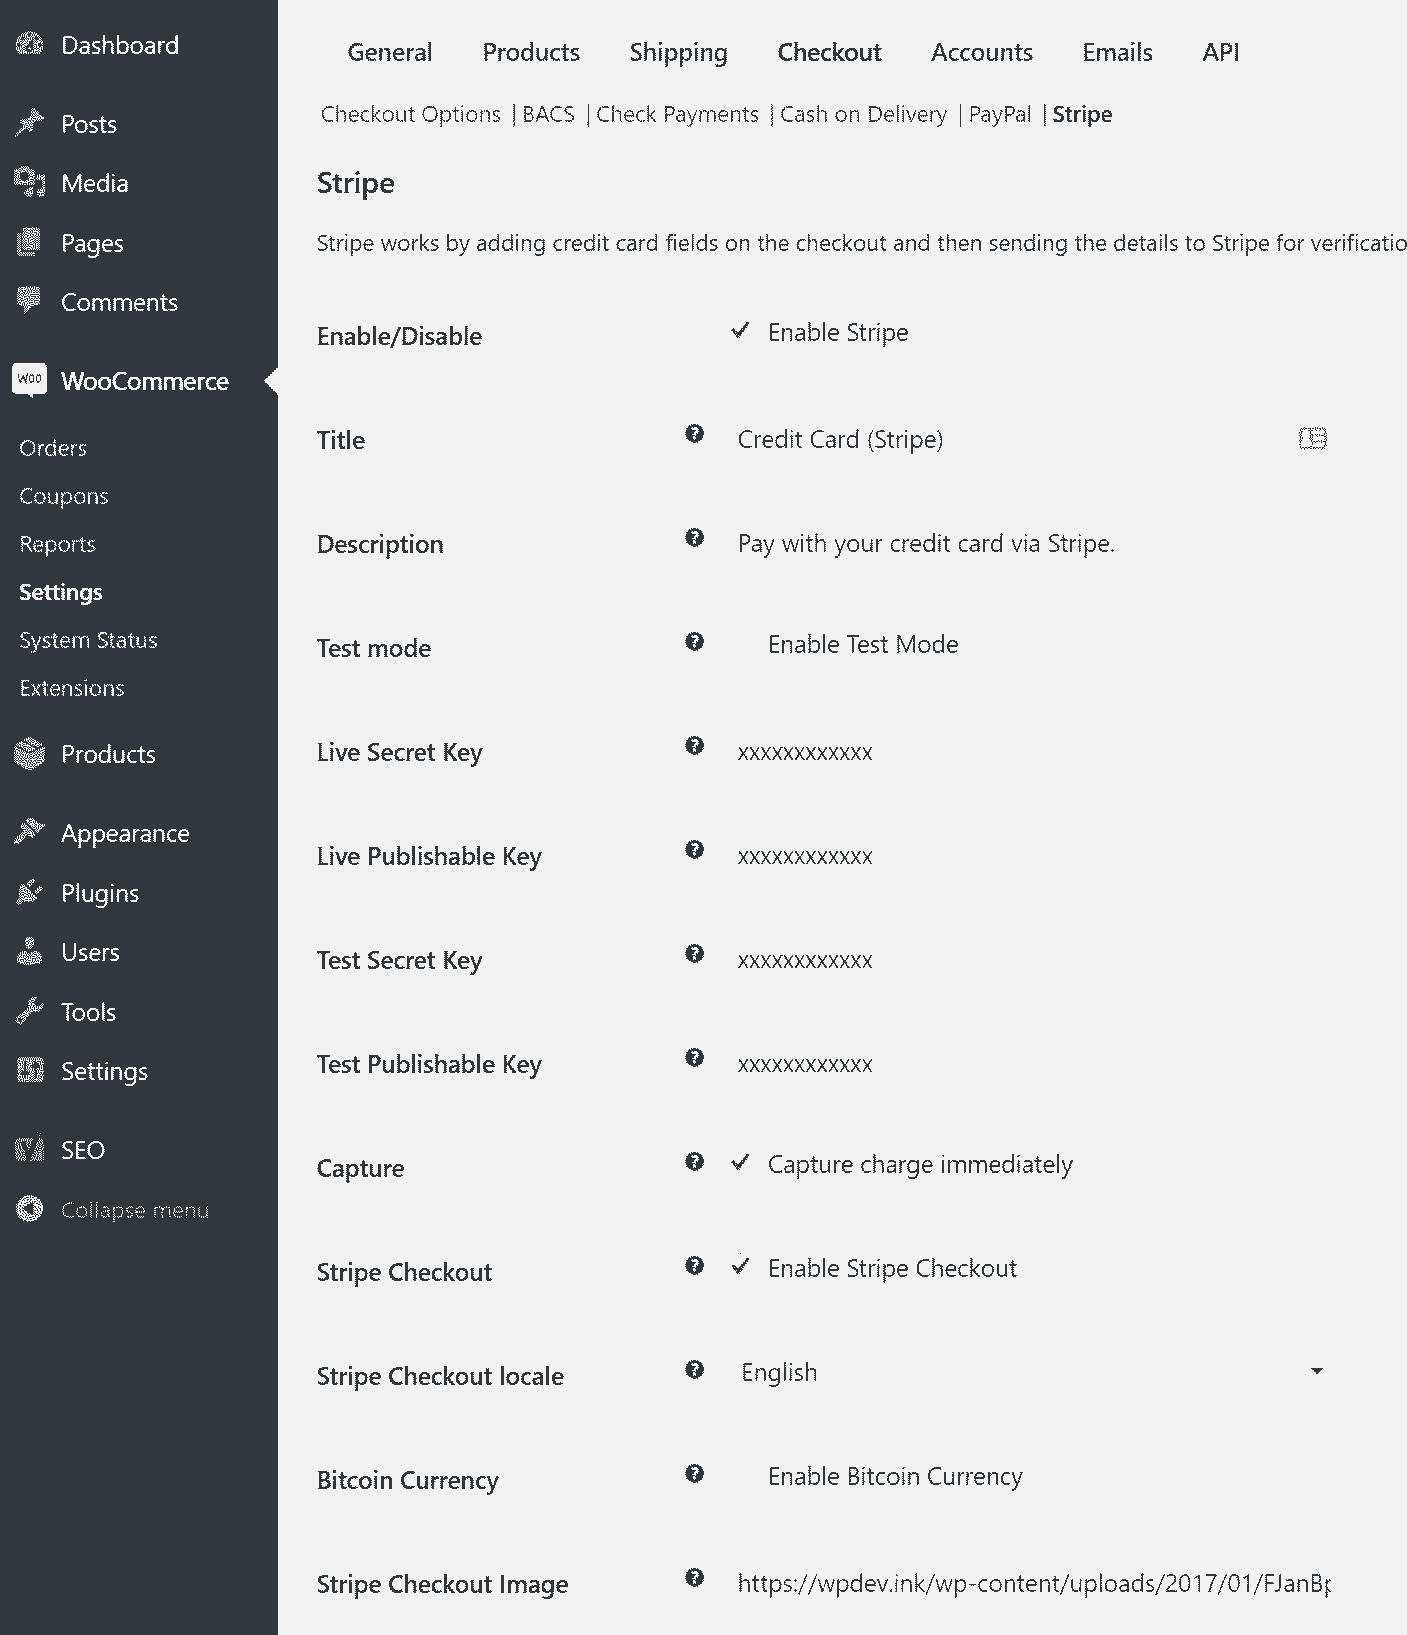 Dashboard
Posts
Media
Pages
Comments
Woo WooCommerce
Orders
Coupons
Reports
Settings
System Status
Extensions
Products
Appearance
Plugins
Users
Tools
Settings
SEO
Collapse menu
General Products Shipping Checkout Accounts Emails API
Checkout Options | BACS | Check Payments | Cash on Delivery | PayPal | Stripe
Stripe
Stripe works by adding credit card fields on the checkout and then sending the details to Stripe for verificatio
Enable/Disable Enable Stripe
Title Credit Card (Stripe)
Description Pay with your credit card via Stripe.
Test mode Enable Test Mode
Live Secret Key xxxxxxxxxxxx
Live Publishable Key xxxxxxxxxxxx
Test Secret Key xxxxxxxxxxxx
Test Publishable Key xxxxxxxxxxxx
Capture Capture charge immediately
Stripe Checkout Enable Stripe Checkout
Stripe Checkout locale English
Bitcoin Currency Enable Bitcoin Currency
Stripe Checkout Image https://wpdev.ink/wp-content/uploads/2017/01/FJanBp